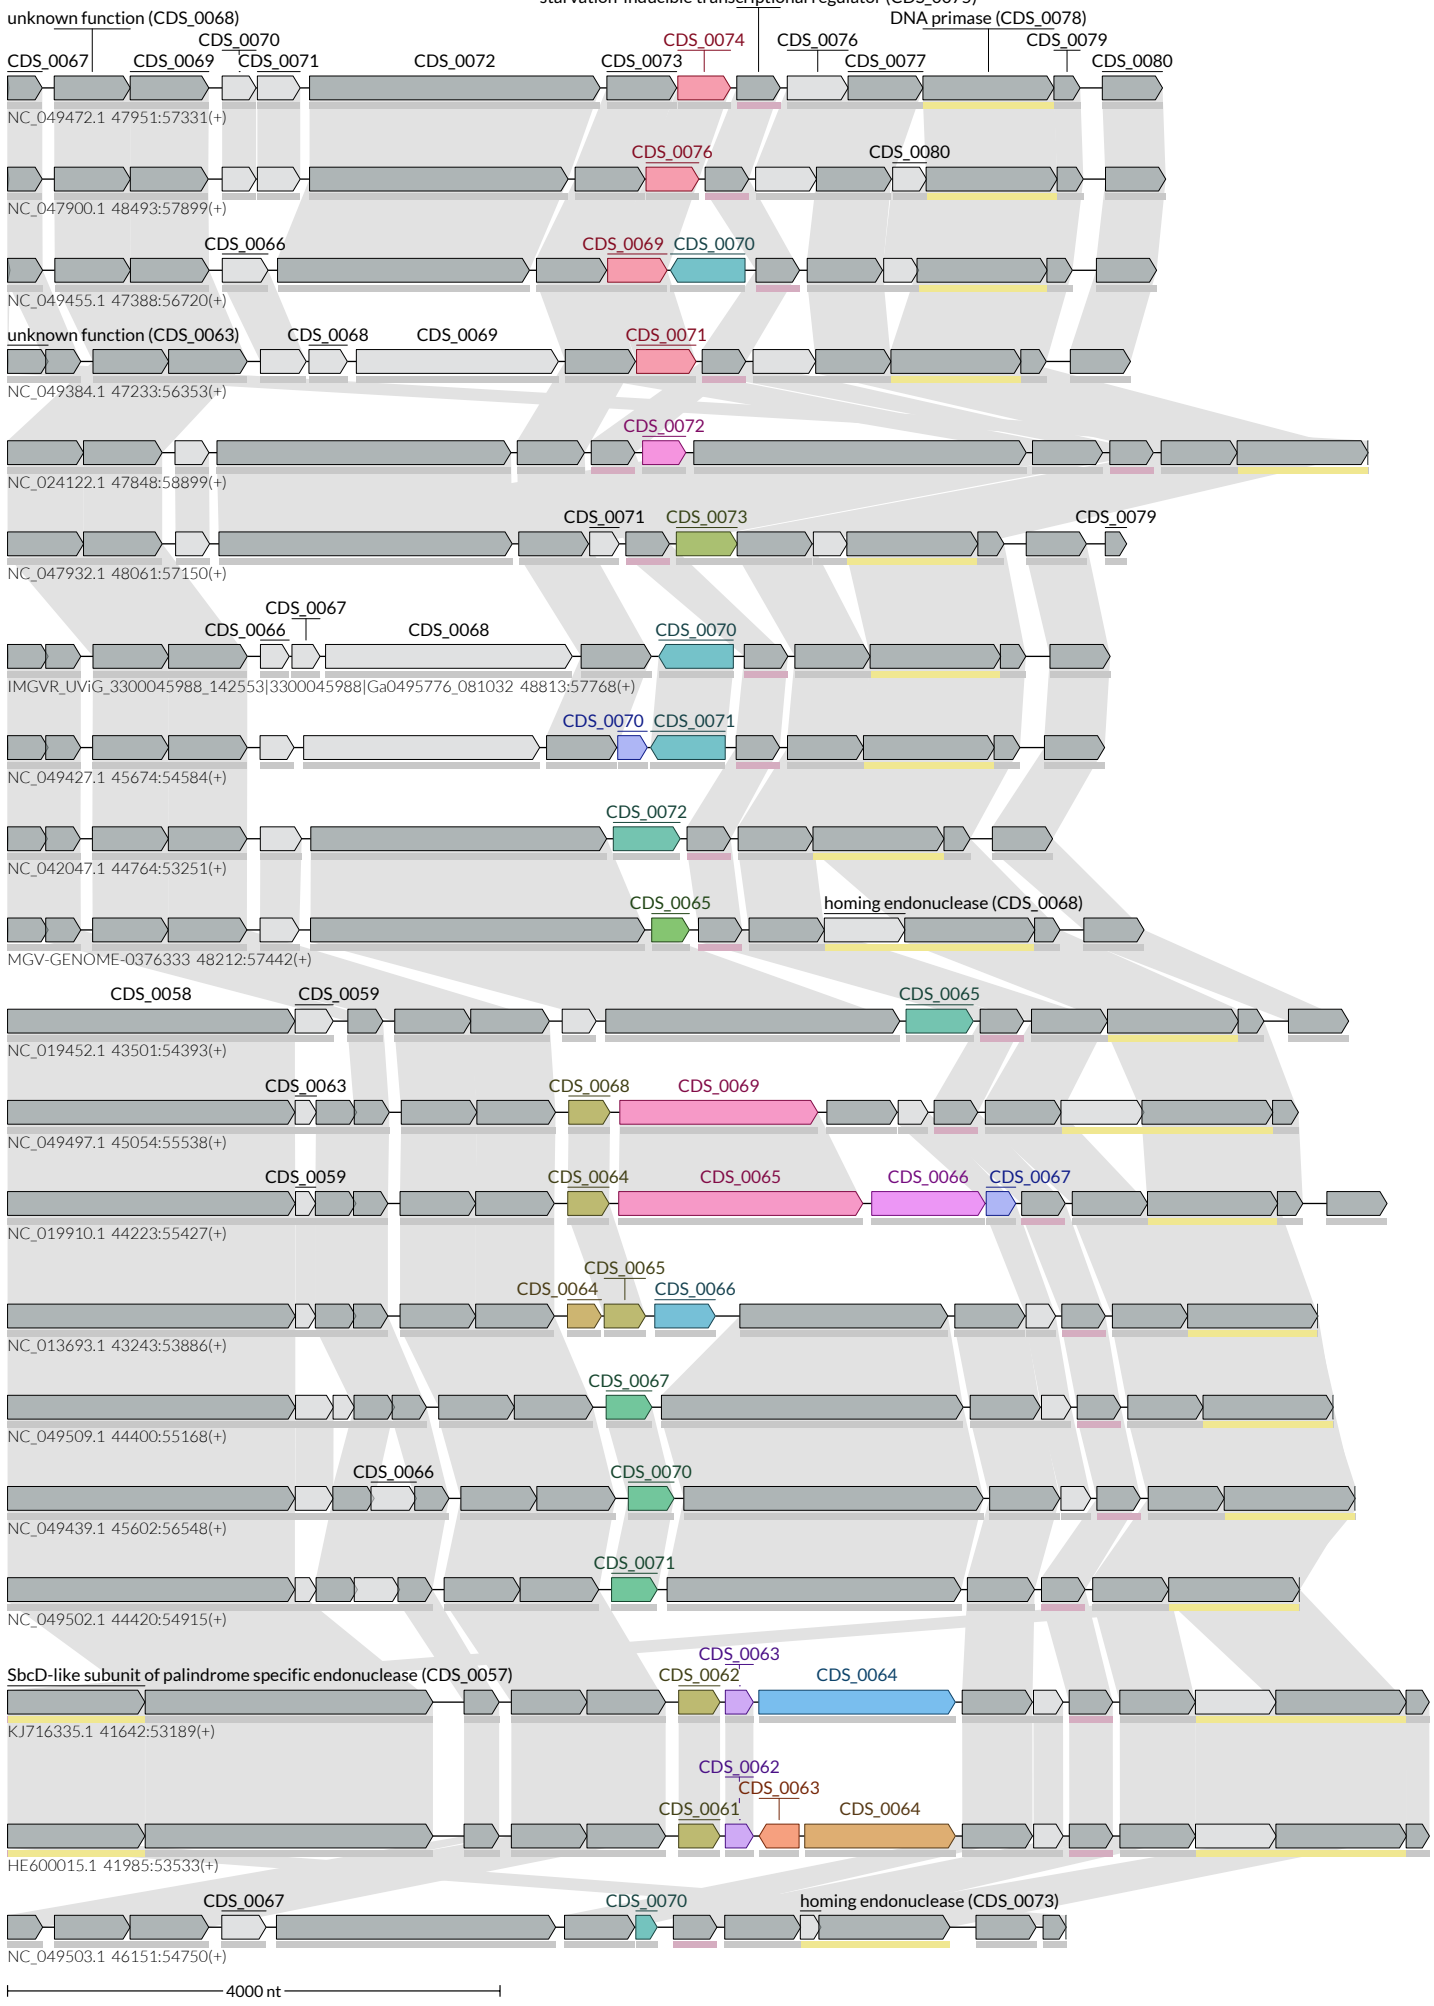 starvation-inducible transcriptional regulator (CDS_0075)
unknown function (CDS_0068) DNA primase (CDS_0078)
CDS_0070 CDS_0074 CDS_0076 CDS_0079
CDS_0067 CDS_0069 CDS_0071 CDS_0072 CDS_0073 CDS_0077 CDS_0080
NC_049472.1 47951:57331(+)
CDS_0076 CDS_0080
NC_047900.1 48493:57899(+)
CDS_0066 CDS_0069 CDS_0070
NC_049455.1 47388:56720(+)
unknown function (CDS_0063) CDS_0068 CDS_0069 CDS_0071
NC_049384.1 47233:56353(+)
CDS_0072
NC_024122.1 47848:58899(+)
CDS_0071 CDS_0073 CDS_0079
NC_047932.1 48061:57150(+)
CDS_0067
CDS_0066 CDS_0068 CDS_0070
IMGVR_UViG_3300045988_142553|3300045988|Ga0495776_081032 48813:57768(+)
CDS_0070 CDS_0071
NC_049427.1 45674:54584(+)
CDS_0072
NC_042047.1 44764:53251(+)
CDS_0065 homing endonuclease (CDS_0068)
MGV-GENOME-0376333 48212:57442(+)
CDS_0058 CDS_0059 CDS_0065
NC_019452.1 43501:54393(+)
CDS_0063 CDS_0068 CDS_0069
NC_049497.1 45054:55538(+)
CDS_0059 CDS_0064 CDS_0065 CDS_0066 CDS_0067
NC_019910.1 44223:55427(+)
CDS_0065
CDS_0064 CDS_0066
NC_013693.1 43243:53886(+)
CDS_0067
NC_049509.1 44400:55168(+)
CDS_0066 CDS_0070
NC_049439.1 45602:56548(+)
CDS_0071
NC_049502.1 44420:54915(+)
CDS_0063
SbcD-like subunit of palindrome specific endonuclease (CDS_0057) CDS_0062 CDS_0064
KJ716335.1 41642:53189(+)
CDS_0062
CDS_0063
CDS_0061 CDS_0064
HE600015.1 41985:53533(+)
CDS_0067 CDS_0070 homing endonuclease (CDS_0073)
NC_049503.1 46151:54750(+)
4000 nt